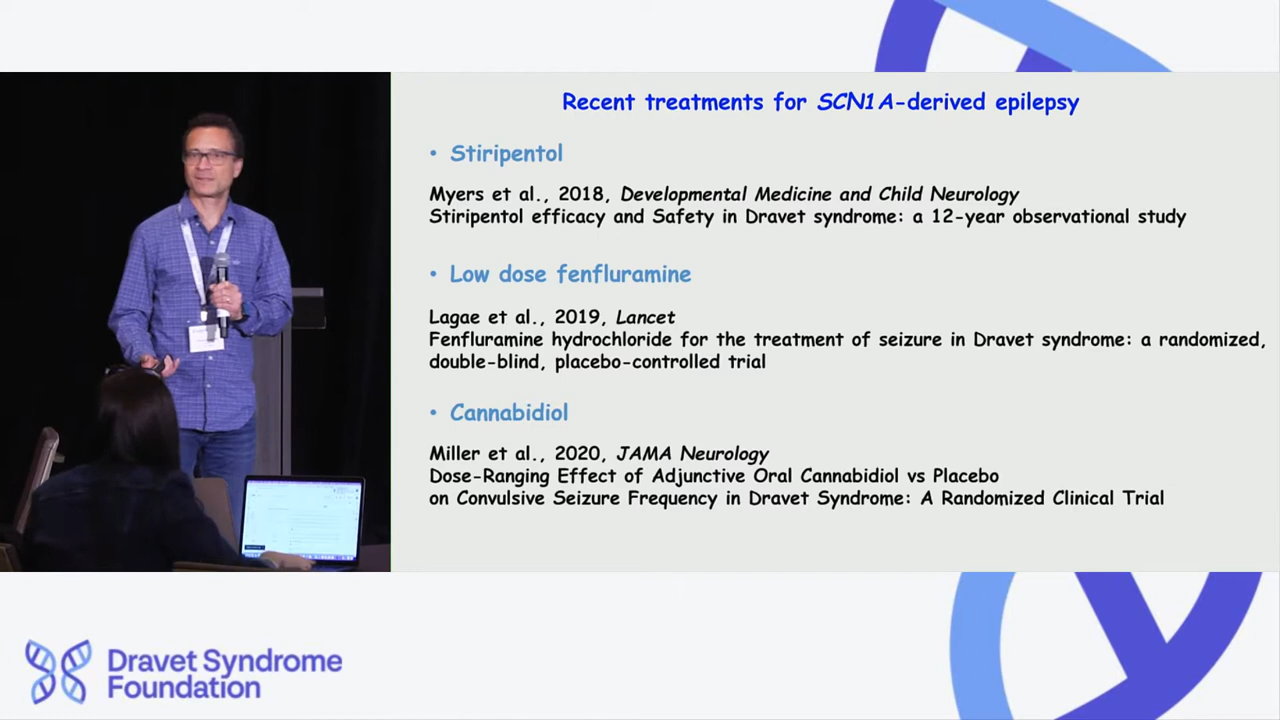 Recent treatments for SCN1A-derived epilepsy
• Stiripentol
Myers et al., 2018, Developmental Medicine and Child Neurology
Stiripentol efficacy and Safety in Dravet syndrome: a 12-year observational study
• Low dose fenfluramine
Lagae et al., 2019, Lancet
Fenfluramine hydrochloride for the treatment of seizure in Dravet syndrome: a randomized,
double-blind, placebo-controlled trial
• Cannabidiol
Miller et al., 2020, JAMA Neurology
Dose-Ranging Effect of Adjunctive Oral Cannabidiol vs Placebo
on Convulsive Seizure Frequency in Dravet Syndrome: A Randomized Clinical Trial
Dravet Syndrome
Foundation